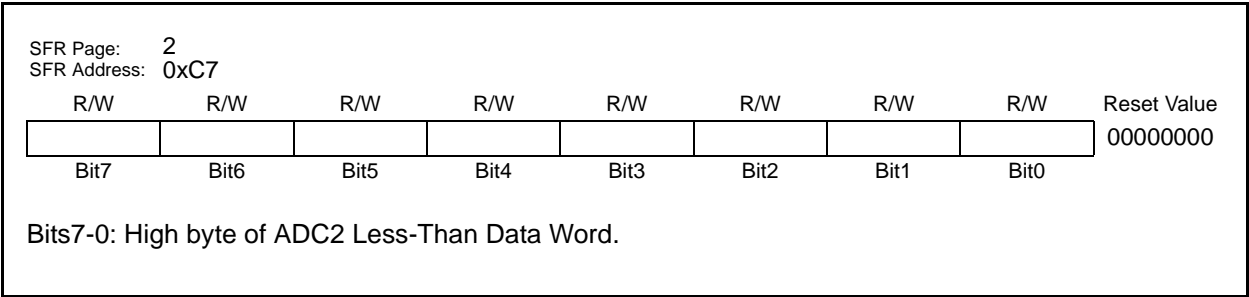 SFR Page: 2
SFR Address: 0xC7
R/W R/W R/W R/W R/W R/W R/W R/W Reset Value
00000000
Bit7 Bit6 Bit5 Bit4 Bit3 Bit2 Bit1 Bit0
Bits7-0: High byte of ADC2 Less-Than Data Word.